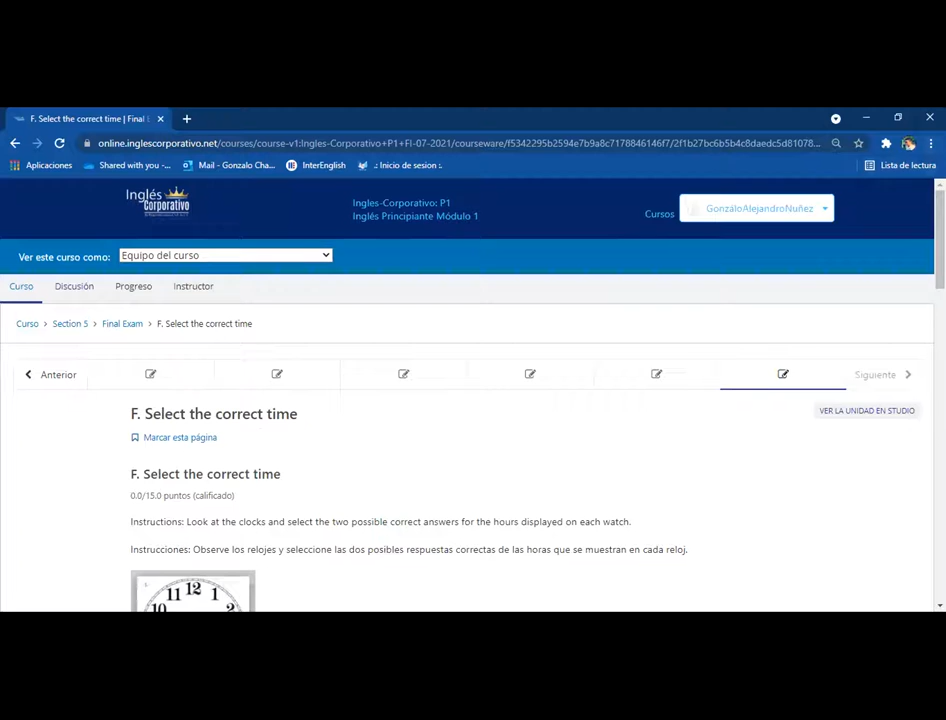 F. Select the correct time | Final
online.inglescorporativo.net/courses/course-v1:Ingles-Corporativo+P1+FI-07-2021/courseware/f5342295b2594e7b9a8c7178846146f7/2f1b27bc6b5b4c8daedc5d81078...
Aplicaciones
Shared with you -...
Mail - Gonzalo Cha...
InterEnglish
.: Inicio de sesion :.
Lista de lectura
Inglés Corporativo
Ingles-Corporativo: P1
Inglés Principiante Módulo 1
Cursos
GonzáloAlejandroNuñez
Ver este curso como:
Equipo del curso
Curso
Discusión
Progreso
Instructor
Curso > Section 5 > Final Exam > F. Select the correct time
Anterior
Siguiente
F. Select the correct time
VER LA UNIDAD EN STUDIO
Marcar esta página
F. Select the correct time
0.0/15.0 puntos (calificado)
Instructions: Look at the clocks and select the two possible correct answers for the hours displayed on each watch.
Instrucciones: Observe los relojes y seleccione las dos posibles respuestas correctas de las horas que se muestran en cada reloj.
11 12 1
10 2